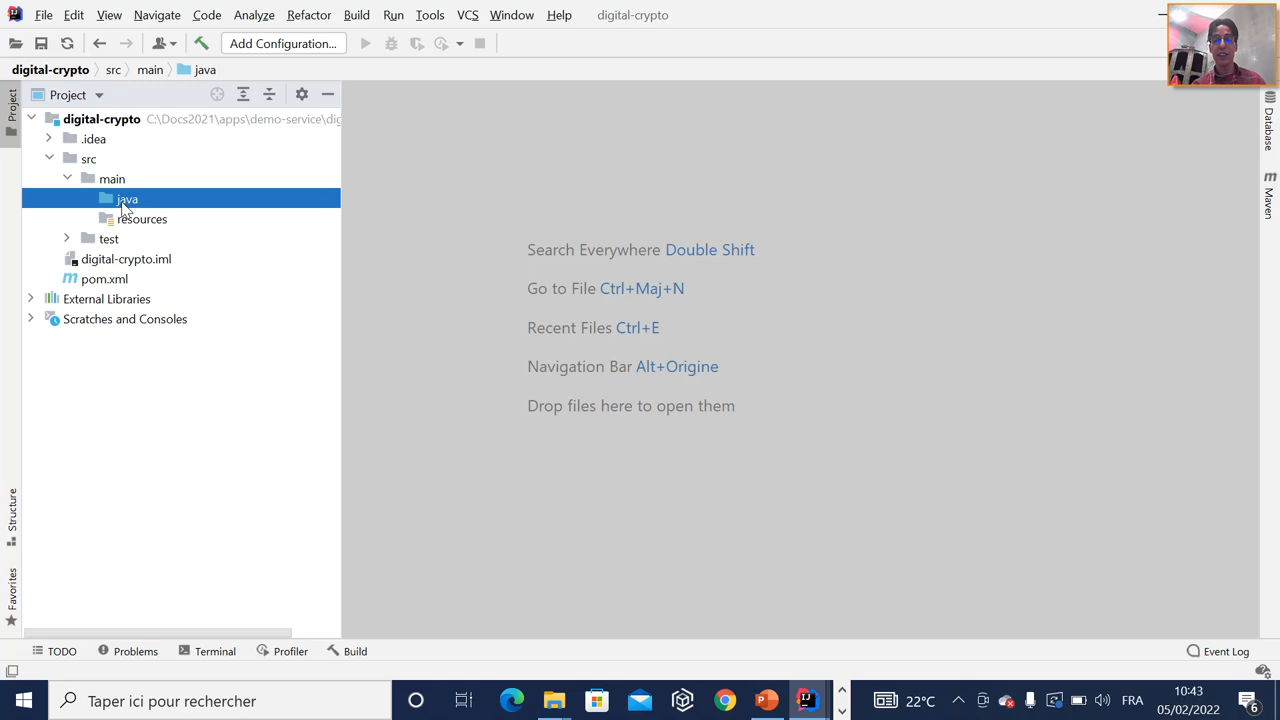 File Edit View Navigate Code Analyze Refactor Build Run Tools VCS Window Help digital-crypto
Add Configuration...
digital-crypto src main java
Project
digital-crypto C:\Docs2021\apps\demo-service\dig
.idea
src
main
java
resources
test
digital-crypto.iml
pom.xml
External Libraries
Scratches and Consoles
Search Everywhere Double Shift
Go to File Ctrl+Maj+N
Recent Files Ctrl+E
Navigation Bar Alt+Origine
Drop files here to open them
Project
Structure
Favorites
Database
Maven
TODO Problems Terminal Profiler Build Event Log
Taper ici pour rechercher
22°C FRA 10:43
05/02/2022
6